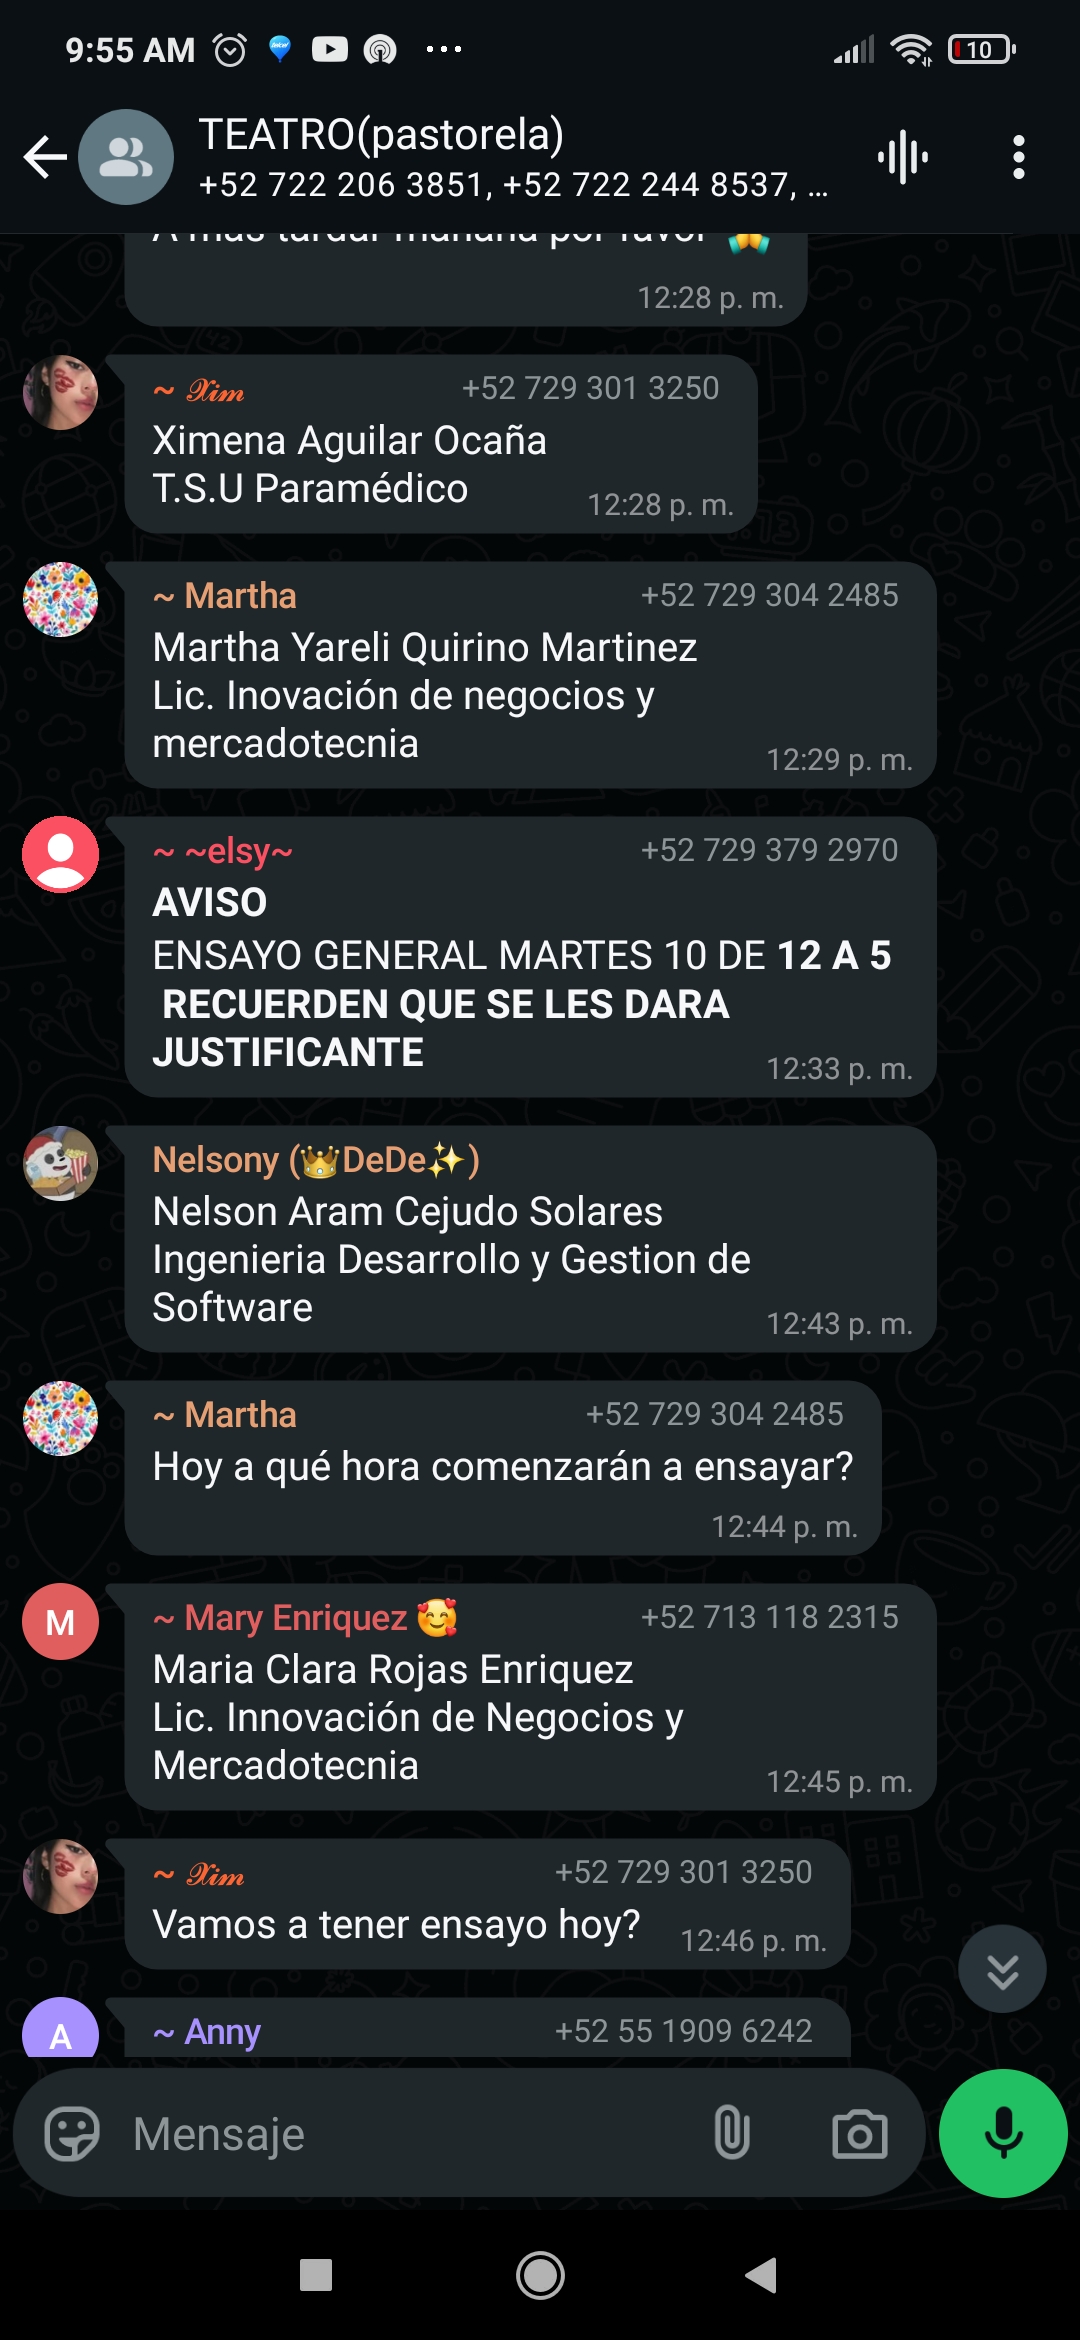 9:55 AM
10
TEATRO(pastorela)
+52 722 206 3851, +52 722 244 8537, ...
A mas tardar mañana por favor 🙏
12:28 p. m.
~ 𝒳𝒾𝓂 +52 729 301 3250
Ximena Aguilar Ocaña
T.S.U Paramédico
12:28 p. m.
~ Martha +52 729 304 2485
Martha Yareli Quirino Martinez
Lic. Inovación de negocios y
mercadotecnia
12:29 p. m.
~ ~elsy~ +52 729 379 2970
AVISO
ENSAYO GENERAL MARTES 10 DE 12 A 5
RECUERDEN QUE SE LES DARA
JUSTIFICANTE
12:33 p. m.
Nelsony (👑DeDe✨)
Nelson Aram Cejudo Solares
Ingenieria Desarrollo y Gestion de
Software
12:43 p. m.
~ Martha +52 729 304 2485
Hoy a qué hora comenzarán a ensayar?
12:44 p. m.
M
~ Mary Enriquez 🥰 +52 713 118 2315
Maria Clara Rojas Enriquez
Lic. Innovación de Negocios y
Mercadotecnia
12:45 p. m.
~ 𝒳𝒾𝓂 +52 729 301 3250
Vamos a tener ensayo hoy?
12:46 p. m.
A
~ Anny +52 55 1909 6242
Mensaje